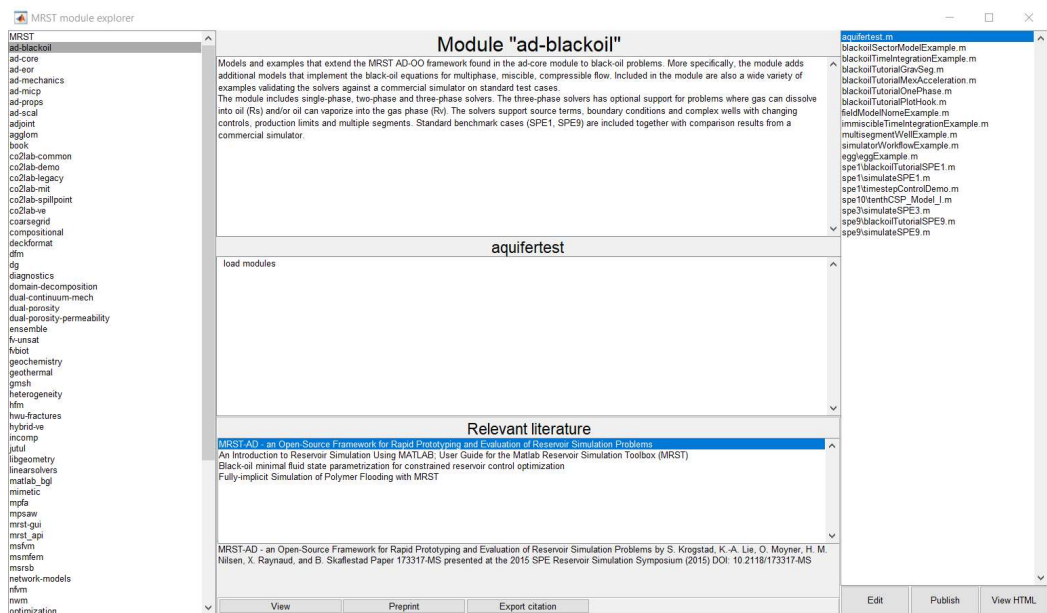 MRST module explorer
MRST
ad-blackoil
ad-core
ad-eor
ad-mechanics
ad-micp
ad-props
ad-scal
adjoint
agglom
book
co2lab-common
co2lab-demo
co2lab-legacy
co2lab-mit
co2lab-spillpoint
co2lab-ve
coarsegrid
compositional
deckformat
dfm
dg
diagnostics
domain-decomposition
dual-continuum-mech
dual-porosity
dual-porosity-permeability
ensemble
fv-unsat
fvbiot
geochemistry
geothermal
gmsh
heterogeneity
hfm
hwu-fractures
hybrid-ve
incomp
jutul
libgeometry
linearsolvers
matlab_bgl
mimetic
mpfa
mpsaw
mrst-gui
mrst_api
msfvm
msmfem
msrsb
network-models
nfvm
nwm
optimization
Module "ad-blackoil"
Models and examples that extend the MRST AD-OO framework found in the ad-core module to black-oil problems. More specifically, the module adds
additional models that implement the black-oil equations for multiphase, miscible, compressible flow. Included in the module are also a wide variety of
examples validating the solvers against a commercial simulator on standard test cases.
The module includes single-phase, two-phase and three-phase solvers. The three-phase solvers has optional support for problems where gas can dissolve
into oil (Rs) and/or oil can vaporize into the gas phase (Rv). The solvers support source terms, boundary conditions and complex wells with changing
controls, production limits and multiple segments. Standard benchmark cases (SPE1, SPE9) are included together with comparison results from a
commercial simulator.
aquifertest
load modules
Relevant literature
MRST-AD - an Open-Source Framework for Rapid Prototyping and Evaluation of Reservoir Simulation Problems
An Introduction to Reservoir Simulation Using MATLAB; User Guide for the Matlab Reservoir Simulation Toolbox (MRST)
Black-oil minimal fluid state parametrization for constrained reservoir control optimization
Fully-implicit Simulation of Polymer Flooding with MRST
MRST-AD - an Open-Source Framework for Rapid Prototyping and Evaluation of Reservoir Simulation Problems by S. Krogstad, K.-A. Lie, O. Moyner, H. M.
Nilsen, X. Raynaud, and B. Skaflestad Paper 173317-MS presented at the 2015 SPE Reservoir Simulation Symposium (2015) DOI: 10.2118/173317-MS
View
Preprint
Export citation
aquifertest.m
blackoilSectorModelExample.m
blackoilTimeIntegrationExample.m
blackoilTutorialGravSeg.m
blackoilTutorialMexAcceleration.m
blackoilTutorialOnePhase.m
blackoilTutorialPlotHook.m
fieldModelNorneExample.m
immiscibleTimeIntegrationExample.m
multisegmentWellExample.m
simulatorWorkflowExample.m
egg\eggExample.m
spe1\blackoilTutorialSPE1.m
spe1\simulateSPE1.m
spe1\timestepControlDemo.m
spe10\tenthCSP_Model_I.m
spe3\simulateSPE3.m
spe9\blackoilTutorialSPE9.m
spe9\simulateSPE9.m
Edit
Publish
View HTML